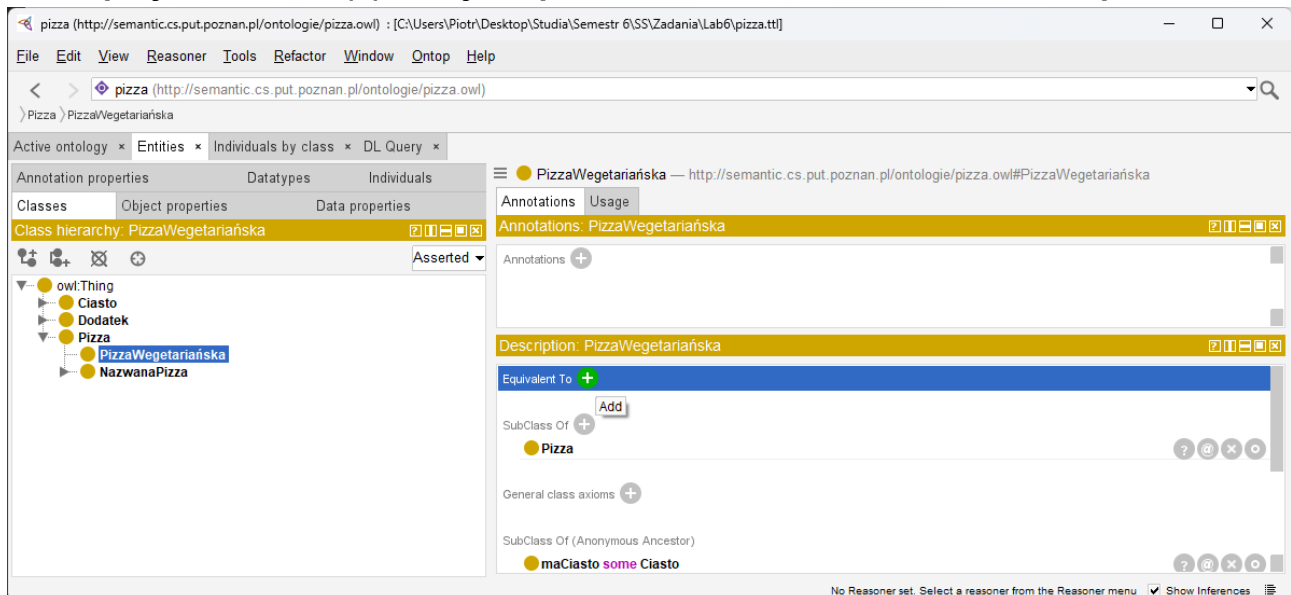 pizza (http://semantic.cs.put.poznan.pl/ontologie/pizza.owl) : [C:\Users\Piotr\Desktop\Studia\Semestr 6\SS\Zadania\Lab6\pizza.ttl]
File Edit View Reasoner Tools Refactor Window Ontop Help
pizza (http://semantic.cs.put.poznan.pl/ontologie/pizza.owl)
Pizza PizzaWegetariańska
Active ontology × Entities × Individuals by class × DL Query ×
Annotation properties Datatypes Individuals
Classes Object properties Data properties
Class hierarchy: PizzaWegetariańska
Asserted
owl:Thing
Ciasto
Dodatek
Pizza
PizzaWegetariańska
NazwanaPizza
PizzaWegetariańska — http://semantic.cs.put.poznan.pl/ontologie/pizza.owl#PizzaWegetariańska
Annotations Usage
Annotations: PizzaWegetariańska
Annotations
Description: PizzaWegetariańska
Equivalent To
Add
SubClass Of
Pizza
General class axioms
SubClass Of (Anonymous Ancestor)
maCiasto some Ciasto
No Reasoner set. Select a reasoner from the Reasoner menu Show Inferences